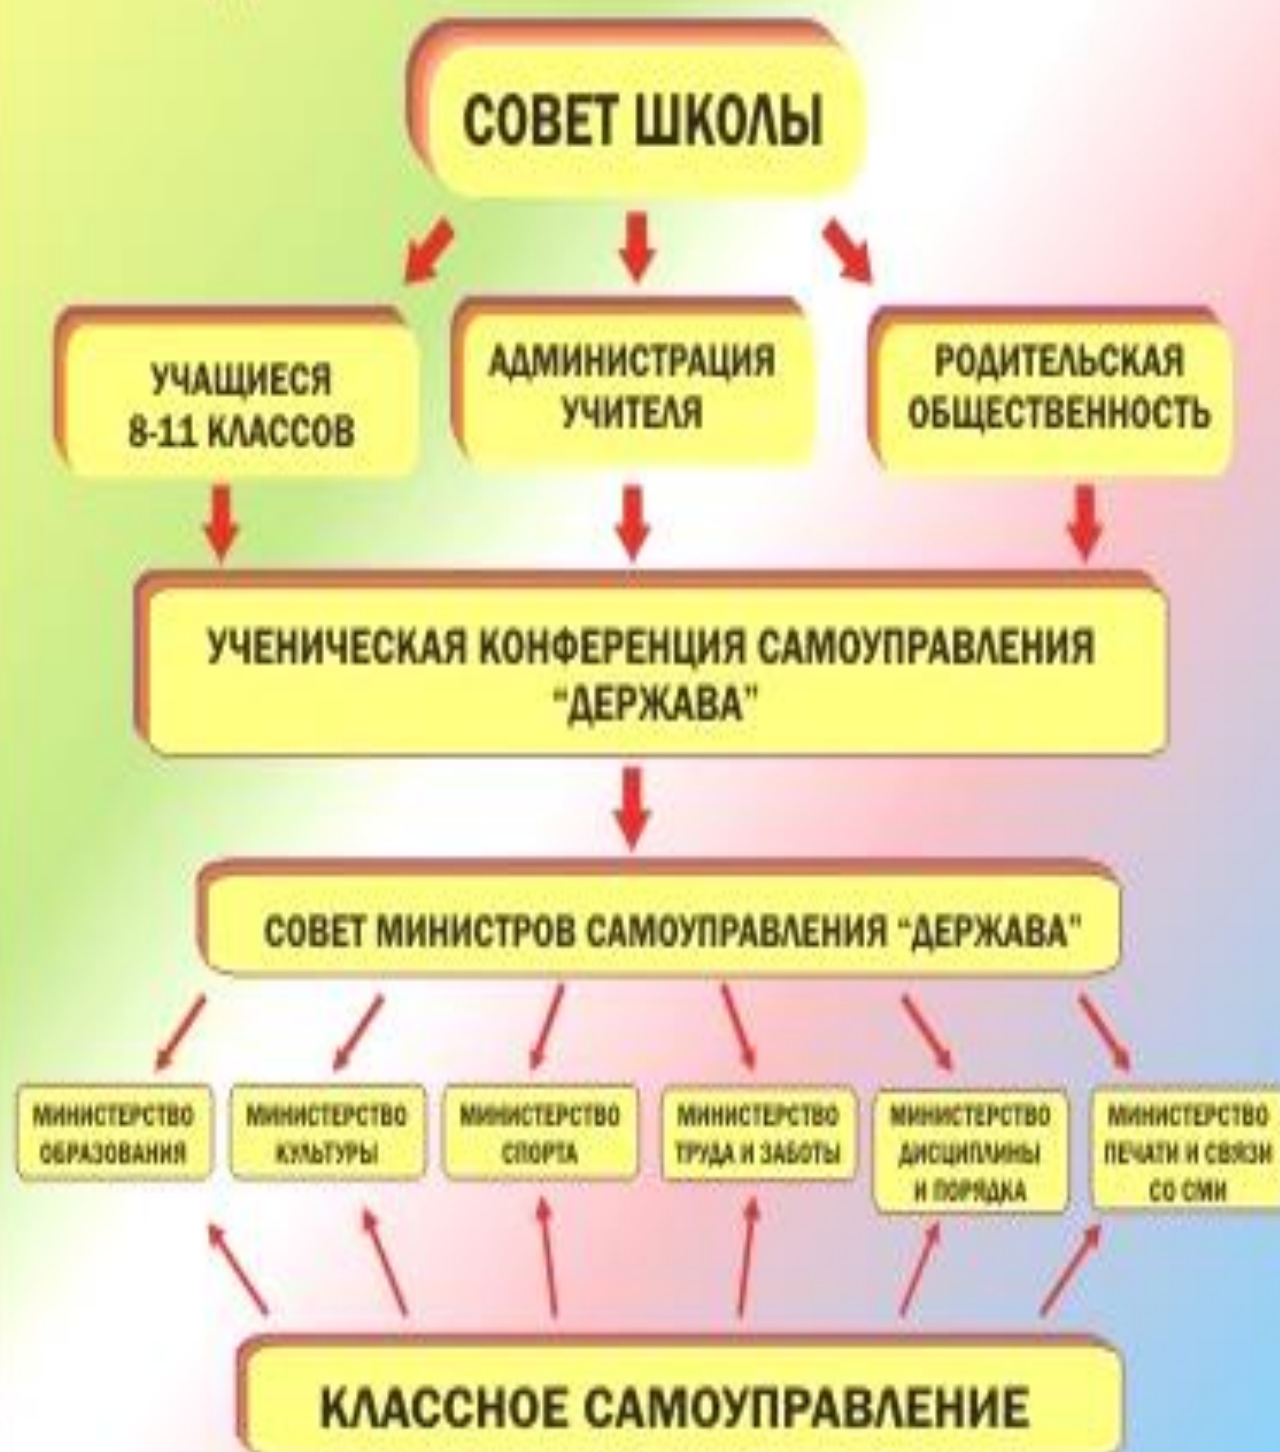 СОВЕТ ШКОЛЫ
УЧАЩИЕСЯ
8-11 КЛАССОВ
АДМИНИСТРАЦИЯ
УЧИТЕЛЯ
РОДИТЕЛЬСКАЯ
ОБЩЕСТВЕННОСТЬ
УЧЕНИЧЕСКАЯ КОНФЕРЕНЦИЯ САМОУПРАВЛЕНИЯ
“ДЕРЖАВА”
СОВЕТ МИНИСТРОВ САМОУПРАВЛЕНИЯ “ДЕРЖАВА”
МИНИСТЕРСТВО
ОБРАЗОВАНИЯ
МИНИСТЕРСТВО
КУЛЬТУРЫ
МИНИСТЕРСТВО
СПОРТА
МИНИСТЕРСТВО
ТРУДА И ЗАБОТЫ
МИНИСТЕРСТВО
ДИСЦИПЛИНЫ
И ПОРЯДКА
МИНИСТЕРСТВО
ПЕЧАТИ И СВЯЗИ
СО СМИ
КЛАССНОЕ САМОУПРАВЛЕНИЕ